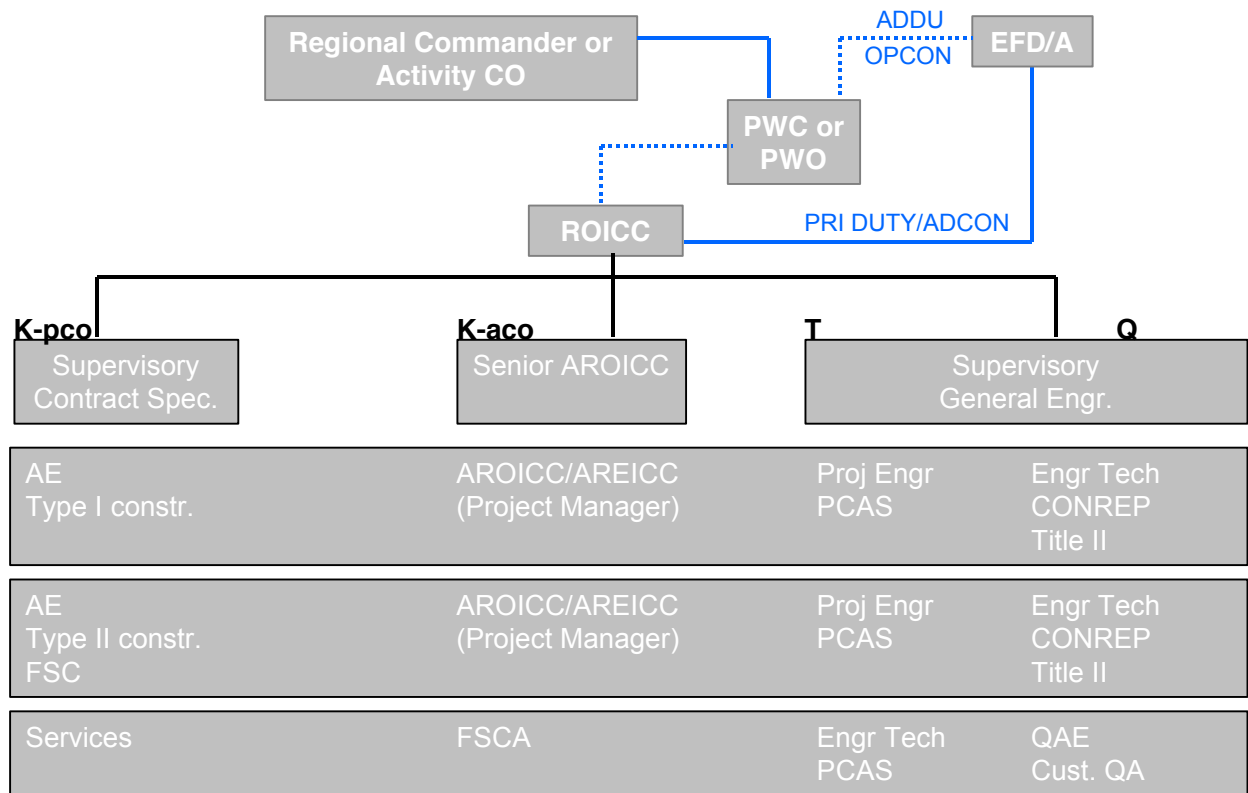 Regional Commander or
Activity CO
ADDU
OPCON
EFD/A
PWC or
PWO
ROICC
PRI DUTY/ADCON
K-pco
K-aco
T
Q
Supervisory
Contract Spec.
Senior AROICC
Supervisory
General Engr.
AE
Type I constr.
AROICC/AREICC
(Project Manager)
Proj Engr
PCAS
Engr Tech
CONREP
Title II
AE
Type II constr.
FSC
AROICC/AREICC
(Project Manager)
Proj Engr
PCAS
Engr Tech
CONREP
Title II
Services
FSCA
Engr Tech
PCAS
QAE
Cust. QA